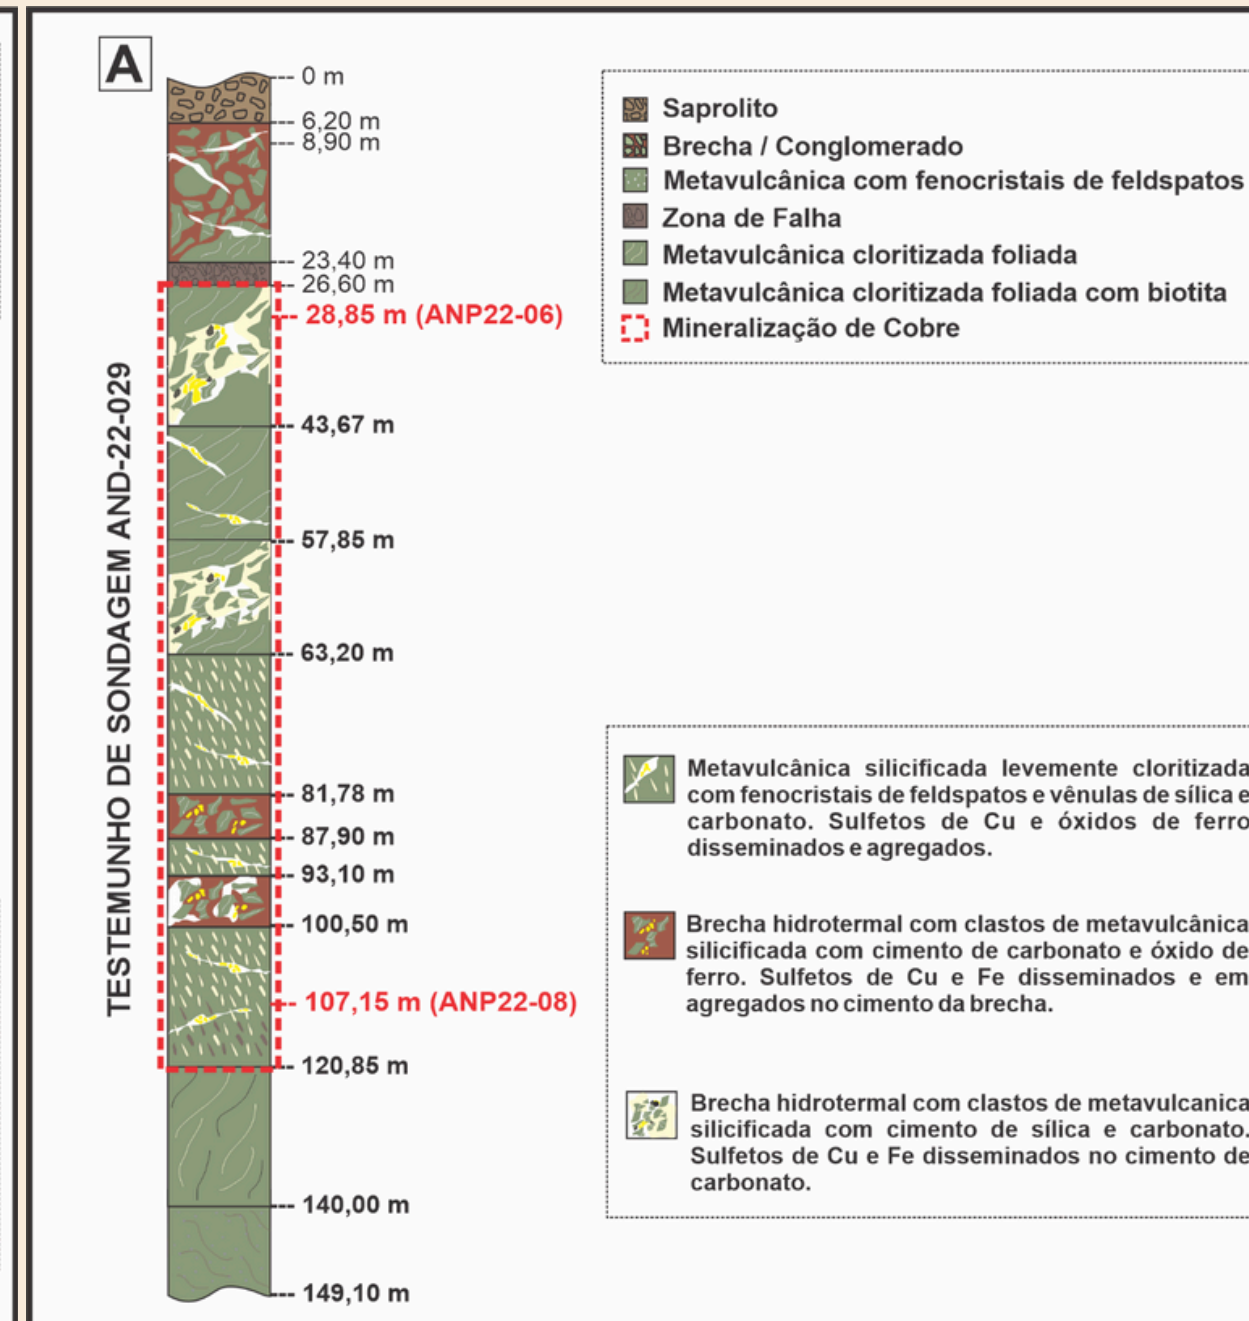 A
0 m
6,20 m
8,90 m
23,40 m
26,60 m
28,85 m (ANP22-06)
43,67 m
57,85 m
63,20 m
81,78 m
87,90 m
93,10 m
100,50 m
107,15 m (ANP22-08)
120,85 m
140,00 m
149,10 m
TESTEMUNHO DE SONDAGEM AND-22-029
Saprolito
Brecha / Conglomerado
Metavulcânica com fenocristais de feldspatos
Zona de Falha
Metavulcânica cloritizada foliada
Metavulcânica cloritizada foliada com biotita
Mineralização de Cobre
Metavulcânica silicificada levemente cloritizada
com fenocristais de feldspatos e vênulas de sílica e
carbonato. Sulfetos de Cu e óxidos de ferro
disseminados e agregados.
Brecha hidrotermal com clastos de metavulcânica
silicificada com cimento de carbonato e óxido de
ferro. Sulfetos de Cu e Fe disseminados e em
agregados no cimento da brecha.
Brecha hidrotermal com clastos de metavulcanica
silicificada com cimento de sílica e carbonato.
Sulfetos de Cu e Fe disseminados no cimento de
carbonato.